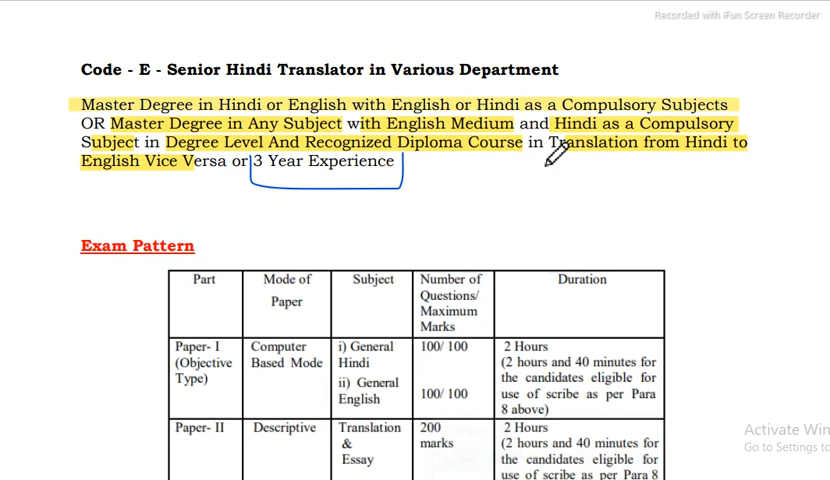 Recorded with iFun Screen Recorder
Code - E - Senior Hindi Translator in Various Department
Master Degree in Hindi or English with English or Hindi as a Compulsory Subjects
OR Master Degree in Any Subject with English Medium and Hindi as a Compulsory
Subject in Degree Level And Recognized Diploma Course in Translation from Hindi to
English Vice Versa or 3 Year Experience
Exam Pattern
Part Mode of Paper Subject Number of Questions/ Maximum Marks Duration
Paper- I (Objective Type) Computer Based Mode i) General Hindi ii) General English 100/ 100 100/ 100 2 Hours (2 hours and 40 minutes for the candidates eligible for use of scribe as per Para 8 above)
Paper- II Descriptive Translation & Essay 200 marks 2 Hours (2 hours and 40 minutes for the candidates eligible for use of scribe as per Para 8
Activate Win
Go to Settings to